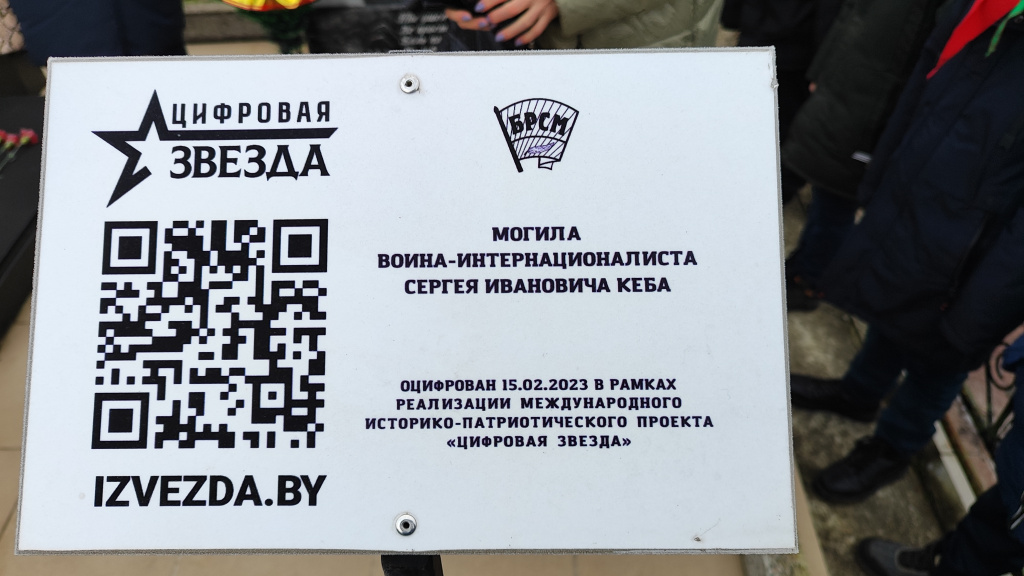 ЦИФРОВАЯ
ЗВЕЗДА
БРСМ
МОГИЛА
ВОИНА-ИНТЕРНАЦИОНАЛИСТА
СЕРГЕЯ ИВАНОВИЧА КЕБА
ОЦИФРОВАН 15.02.2023 В РАМКАХ
РЕАЛИЗАЦИИ МЕЖДУНАРОДНОГО
ИСТОРИКО-ПАТРИОТИЧЕСКОГО ПРОЕКТА
«ЦИФРОВАЯ ЗВЕЗДА»
IZVEZDA.BY